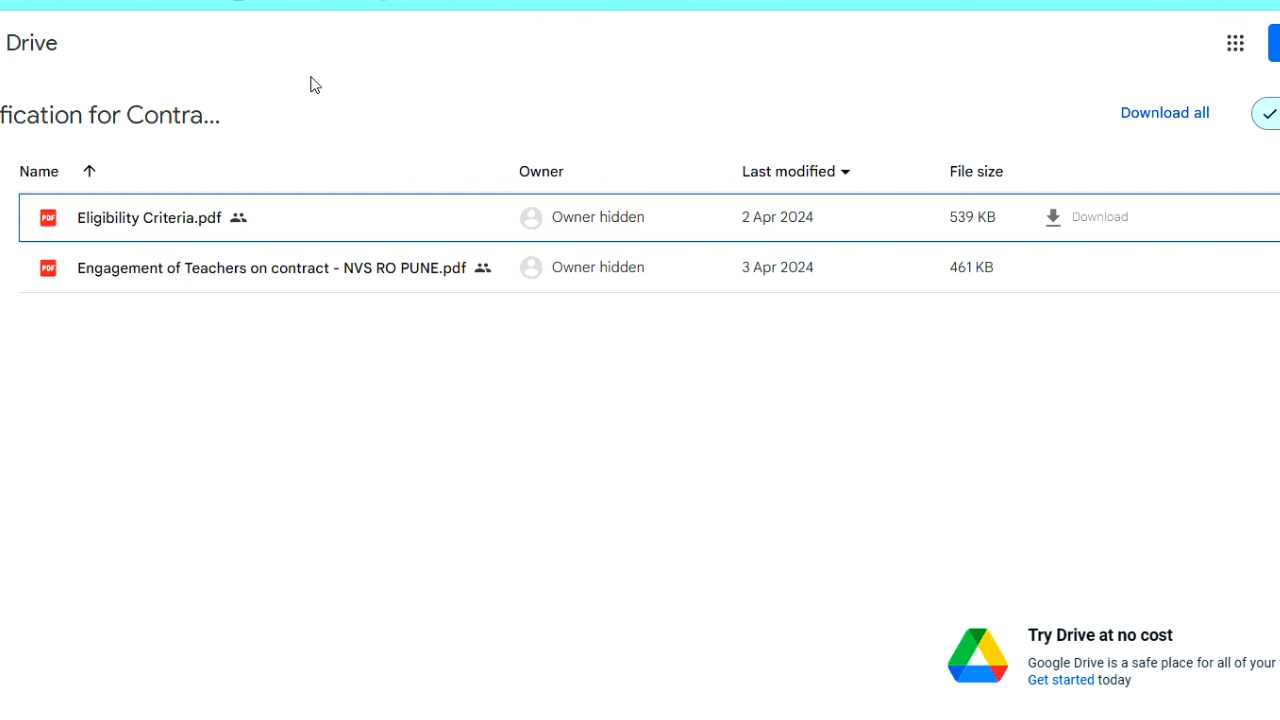 Drive
fication for Contra...
Download all
Name Owner Last modified File size
PDF Eligibility Criteria.pdf Owner hidden 2 Apr 2024 539 KB Download
PDF Engagement of Teachers on contract - NVS RO PUNE.pdf Owner hidden 3 Apr 2024 461 KB
Try Drive at no cost
Google Drive is a safe place for all of your
Get started today